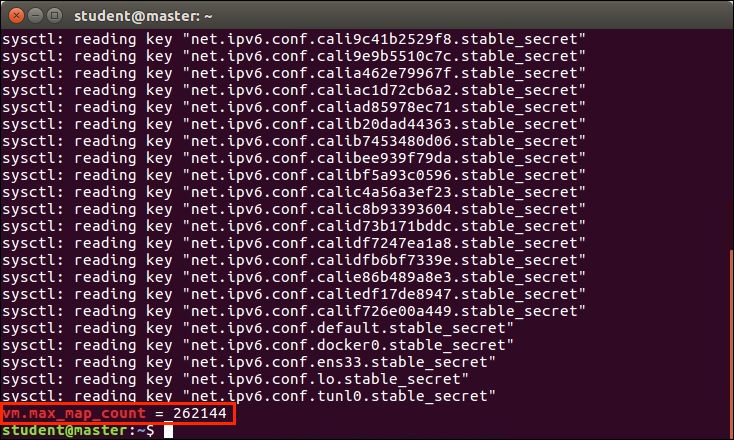 student@master: ~
sysctl: reading key "net.ipv6.conf.cali9c41b2529f8.stable_secret"
sysctl: reading key "net.ipv6.conf.cali9e9b5510c7c.stable_secret"
sysctl: reading key "net.ipv6.conf.calia462e79967f.stable_secret"
sysctl: reading key "net.ipv6.conf.caliac1d72cb6a2.stable_secret"
sysctl: reading key "net.ipv6.conf.caliad85978ec71.stable_secret"
sysctl: reading key "net.ipv6.conf.calib20dad44363.stable_secret"
sysctl: reading key "net.ipv6.conf.calib7453480d06.stable_secret"
sysctl: reading key "net.ipv6.conf.calibee939f79da.stable_secret"
sysctl: reading key "net.ipv6.conf.calibf5a93c0596.stable_secret"
sysctl: reading key "net.ipv6.conf.calic4a56a3ef23.stable_secret"
sysctl: reading key "net.ipv6.conf.calic8b93393604.stable_secret"
sysctl: reading key "net.ipv6.conf.calid73b171bddc.stable_secret"
sysctl: reading key "net.ipv6.conf.calidf7247ea1a8.stable_secret"
sysctl: reading key "net.ipv6.conf.calidfb6bf7339e.stable_secret"
sysctl: reading key "net.ipv6.conf.calie86b489a8e3.stable_secret"
sysctl: reading key "net.ipv6.conf.caliedf17de8947.stable_secret"
sysctl: reading key "net.ipv6.conf.calif726e00a449.stable_secret"
sysctl: reading key "net.ipv6.conf.default.stable_secret"
sysctl: reading key "net.ipv6.conf.docker0.stable_secret"
sysctl: reading key "net.ipv6.conf.ens33.stable_secret"
sysctl: reading key "net.ipv6.conf.lo.stable_secret"
sysctl: reading key "net.ipv6.conf.tunl0.stable_secret"
vm.max_map_count = 262144
student@master:~$